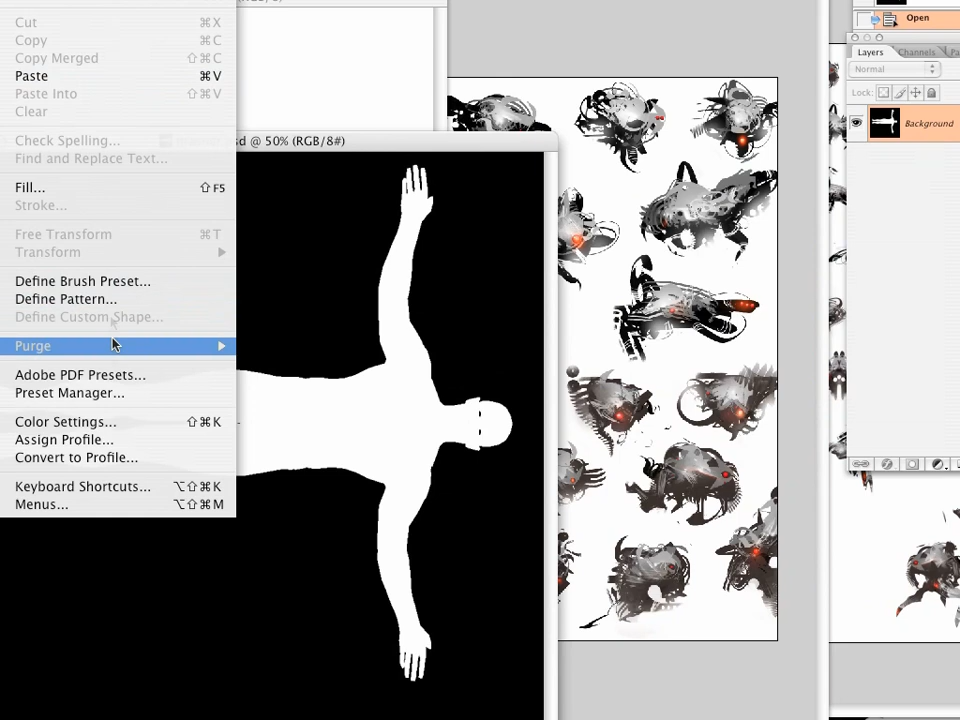 Cut ⌘X
Copy ⌘C
Copy Merged ⇧⌘C
Paste ⌘V
Paste Into ⇧⌘V
Clear
Check Spelling...
Find and Replace Text...
Fill... ⇧F5
Stroke...
Free Transform ⌘T
Transform
Define Brush Preset...
Define Pattern...
Define Custom Shape...
Purge
Adobe PDF Presets...
Preset Manager...
Color Settings... ⇧⌘K
Assign Profile...
Convert to Profile...
Keyboard Shortcuts... ⌥⇧⌘K
Menus... ⌥⇧⌘M
sd @ 50% (RGB/8#)
Open
Layers Channels Pa
Normal
Lock:
Background